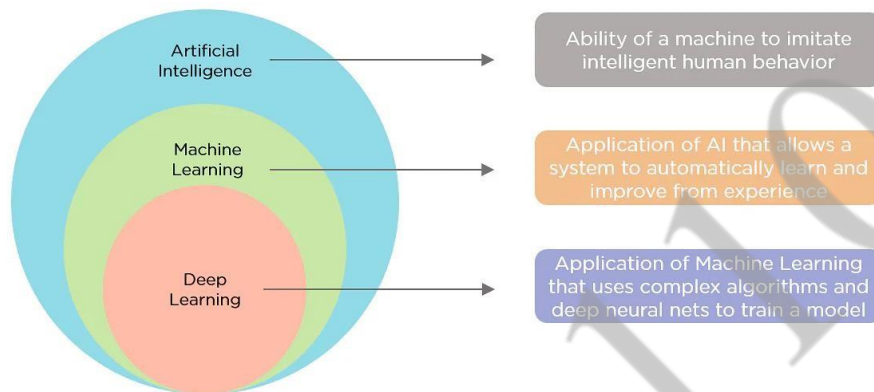 Artificial
Intelligence
Ability of a machine to imitate
intelligent human behavior
Machine
Learning
Application of AI that allows a
system to automatically learn and
improve from experience
Deep
Learning
Application of Machine Learning
that uses complex algorithms and
deep neural nets to train a model